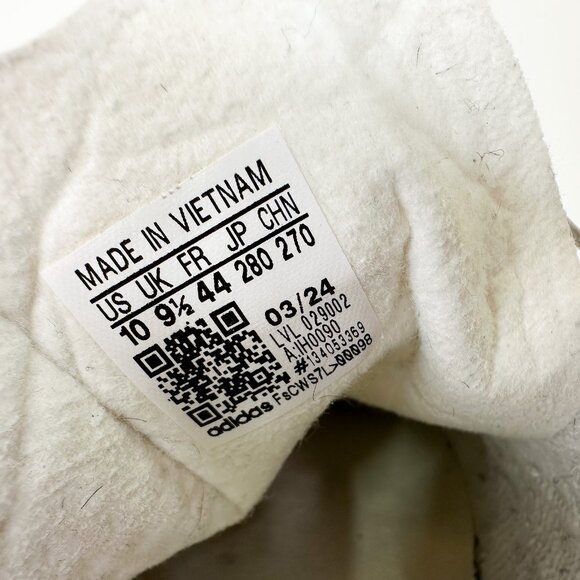 MADE IN VIETNAM
US UK FR JP CHN
10 9½ 44 280 270
03/24
LVL 029002
A:IH0090
#134053369
adidas FsCWS7L>00098